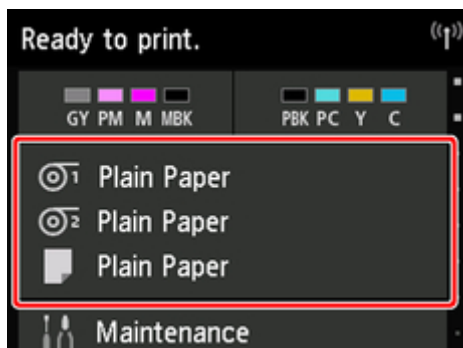 Ready to print.
GY PM M MBK PBK PC Y C
1 Plain Paper
2 Plain Paper
Plain Paper
Maintenance